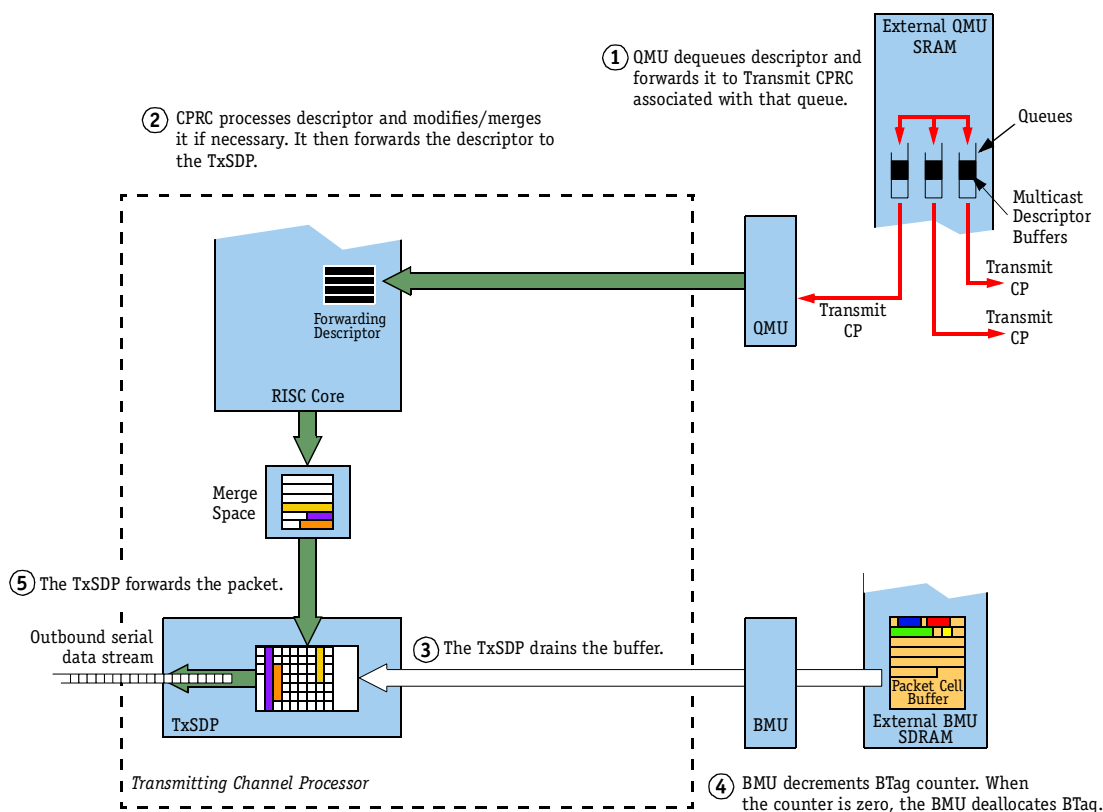 External QMU
SRAM
1 QMU dequeues descriptor and
forwards it to Transmit CPRC
associated with that queue.
2 CPRC processes descriptor and modifies/merges
it if necessary. It then forwards the descriptor to
the TxSDP.
Queues
Multicast
Descriptor
Buffers
Transmit
CP
Transmit
CP
Transmit
CP
QMU
Forwarding
Descriptor
RISC Core
Merge
Space
5 The TxSDP forwards the packet.
Outbound serial
data stream
3 The TxSDP drains the buffer.
TxSDP
BMU
Packet Cell
Buffer
External BMU
SDRAM
Transmitting Channel Processor
4 BMU decrements BTag counter. When
the counter is zero, the BMU deallocates BTag.